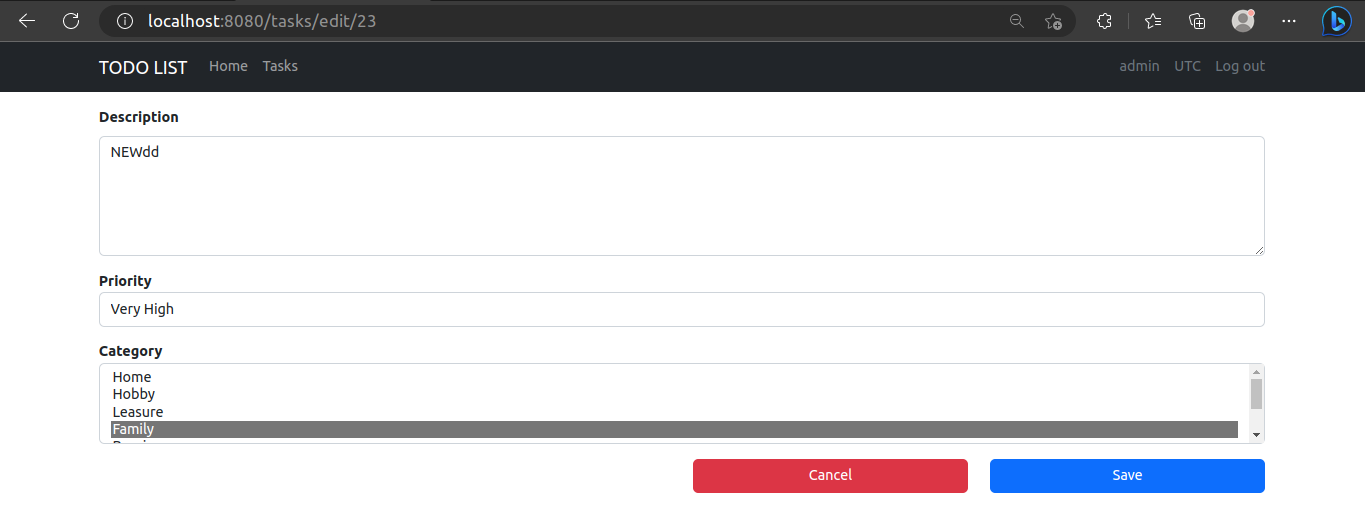 localhost:8080/tasks/edit/23
TODO LIST Home Tasks admin UTC Log out
Description
NEWdd
Priority
Very High
Category
Home
Hobby
Leasure
Family
Cancel Save